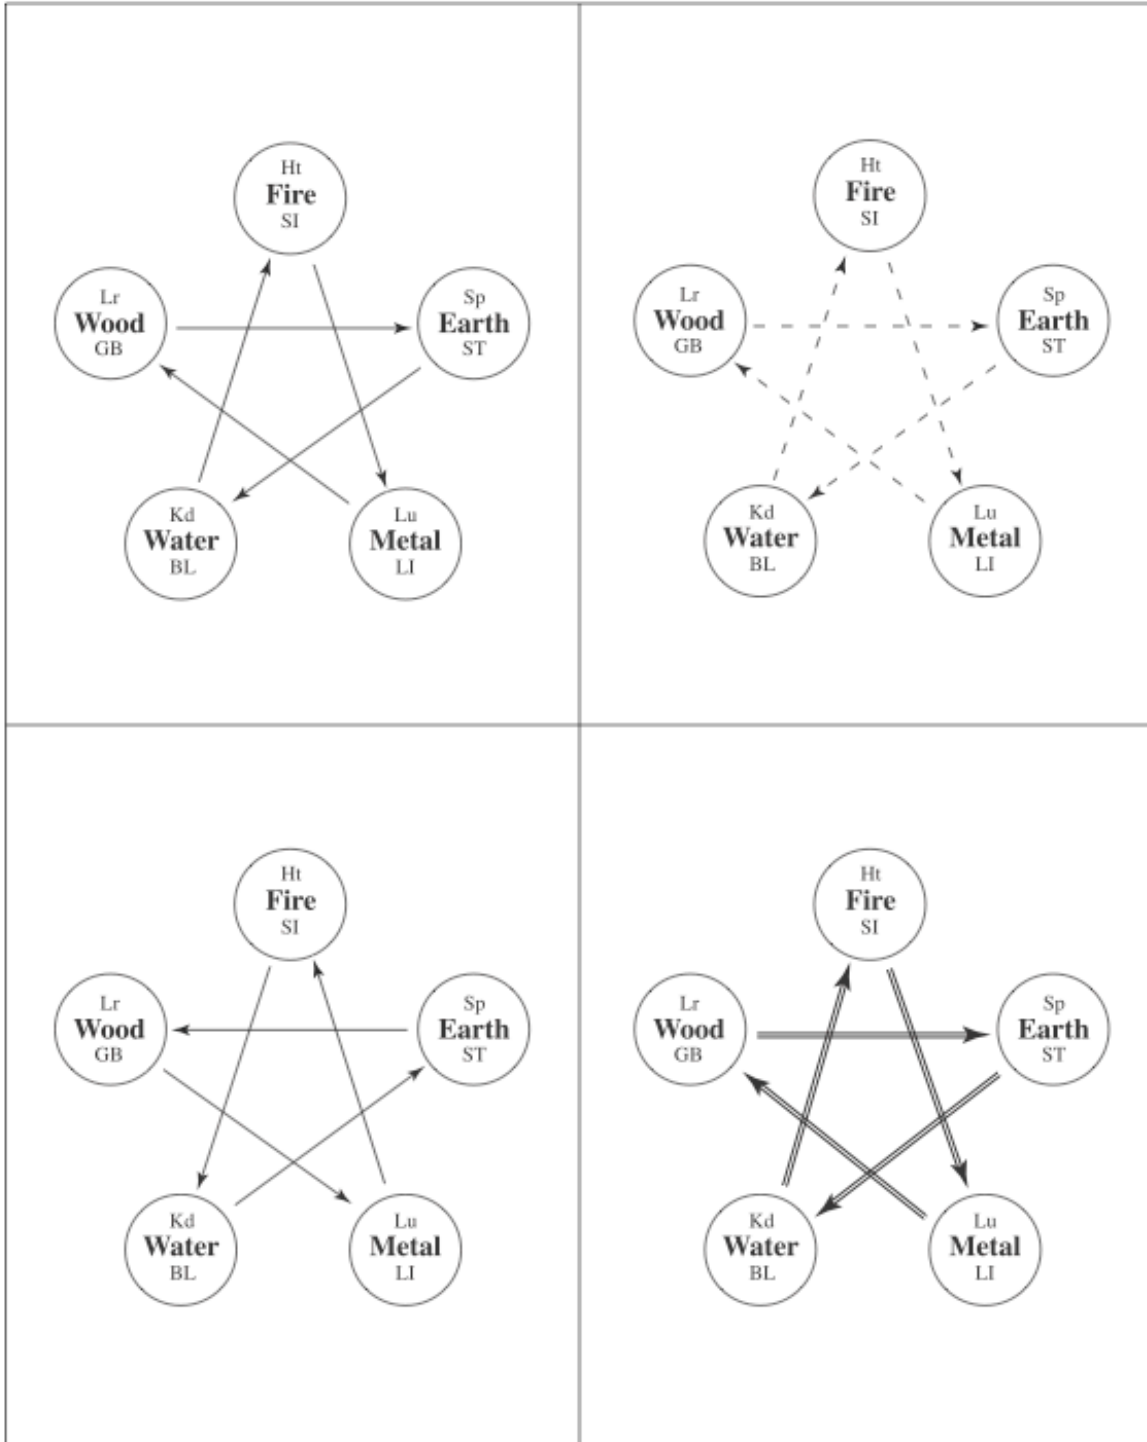 Ht
Fire
SI
Lr
Wood
GB
Sp
Earth
ST
Kd
Water
BL
Lu
Metal
LI
Ht
Fire
SI
Lr
Wood
GB
Sp
Earth
ST
Kd
Water
BL
Lu
Metal
LI
Ht
Fire
SI
Lr
Wood
GB
Sp
Earth
ST
Kd
Water
BL
Lu
Metal
LI
Ht
Fire
SI
Lr
Wood
GB
Sp
Earth
ST
Kd
Water
BL
Lu
Metal
LI